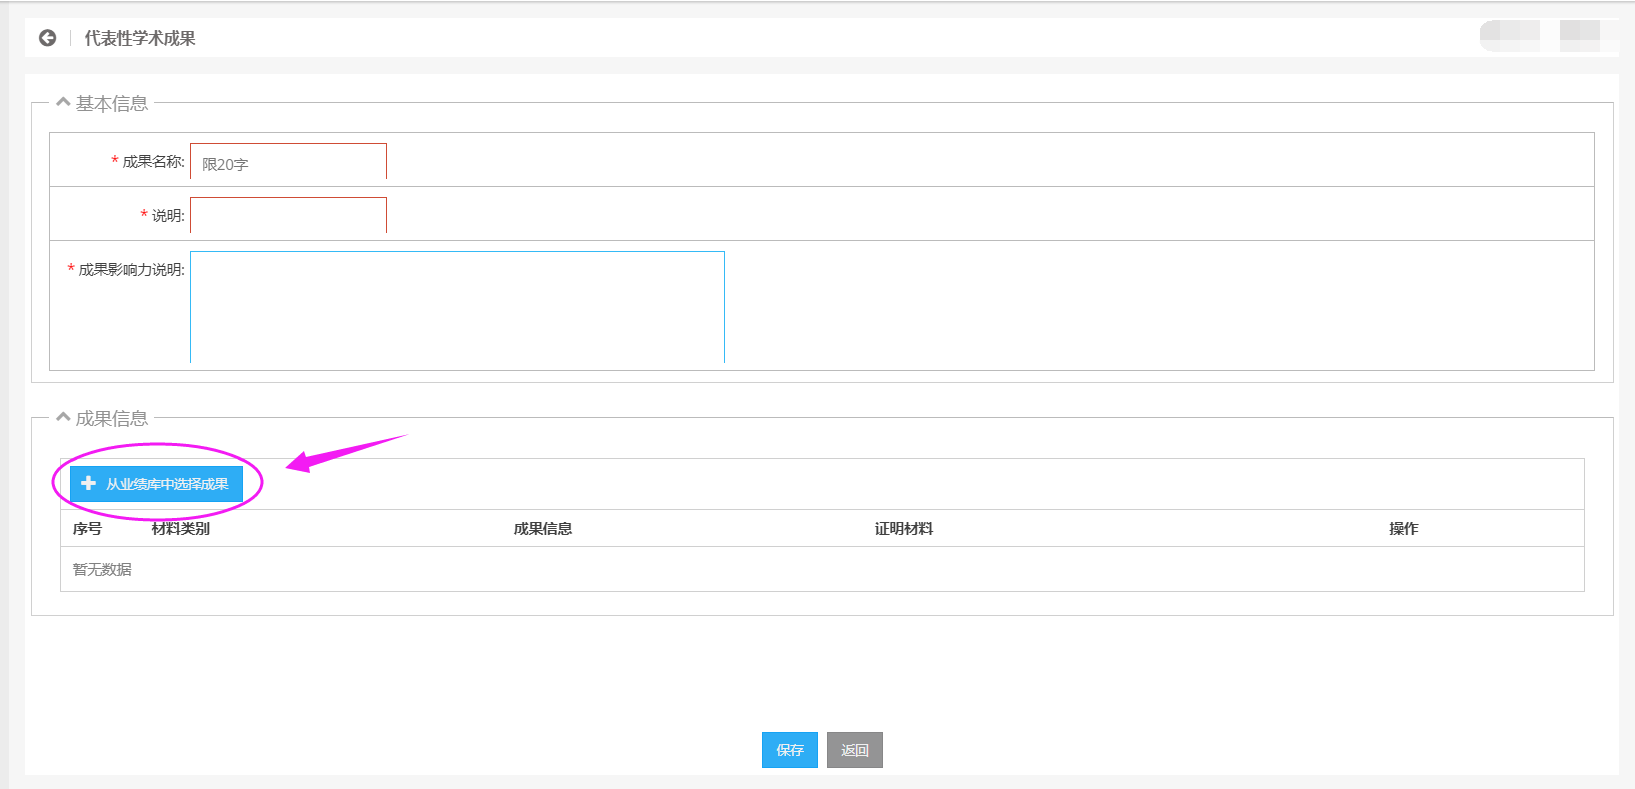 代表性学术成果
基本信息
* 成果名称: 限20字
* 说明:
* 成果影响力说明:
成果信息
从业绩库中选择成果
序号 材料类别 成果信息 证明材料 操作
暂无数据
保存 返回